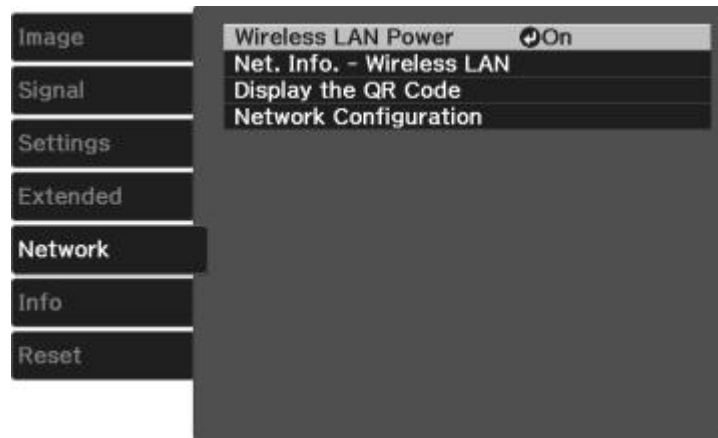 Image
Signal
Settings
Extended
Network
Info
Reset
Wireless LAN Power On
Net. Info. - Wireless LAN
Display the QR Code
Network Configuration